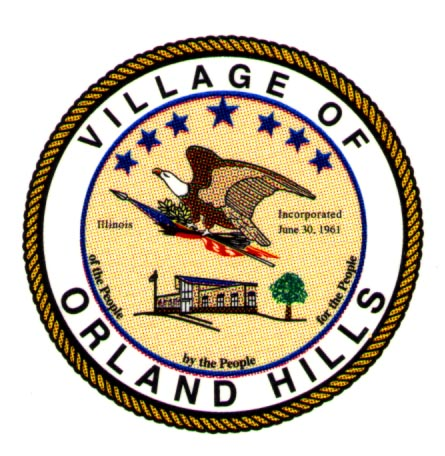 VILLAGE OF
Illinois
Incorporated
June 30, 1961
of the People
by the People
for the People
ORLAND HILLS